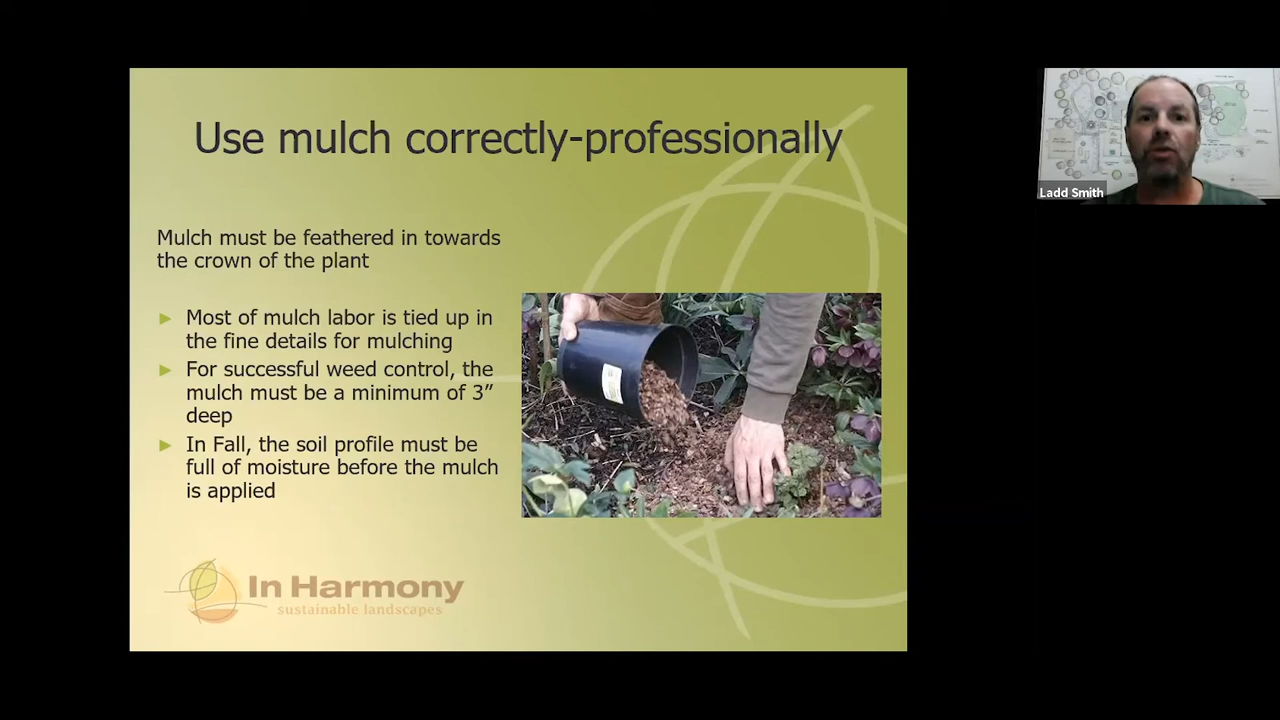 Use mulch correctly-professionally
Mulch must be feathered in towards
the crown of the plant
► Most of mulch labor is tied up in
the fine details for mulching
► For successful weed control, the
mulch must be a minimum of 3” 
deep
► In Fall, the soil profile must be
full of moisture before the mulch
is applied
In Harmony
sustainable landscapes
Ladd Smith